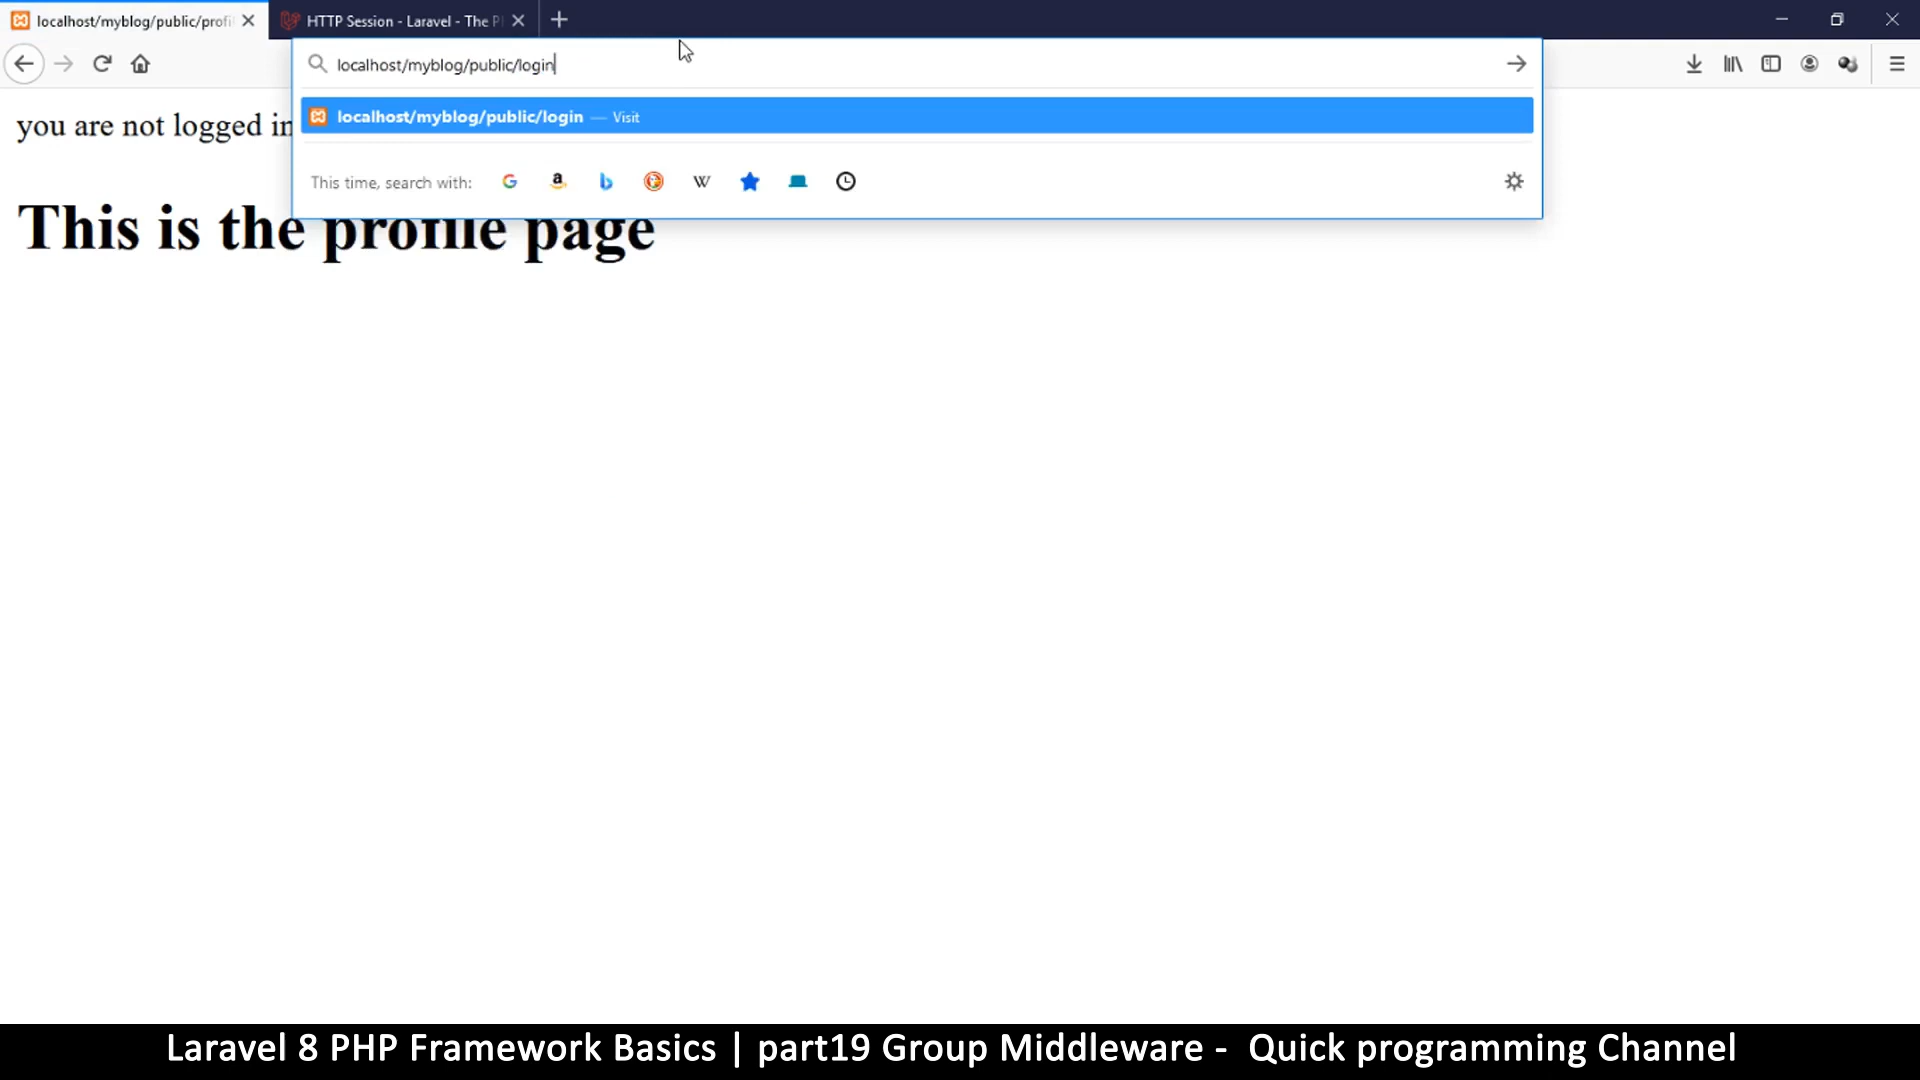 localhost/myblog/public/profi
HTTP Session - Laravel - The P
localhost/myblog/public/login
localhost/myblog/public/login — Visit
you are not logged in
This time, search with:
This is the profile page
Laravel 8 PHP Framework Basics | part19 Group Middleware - Quick programming Channel